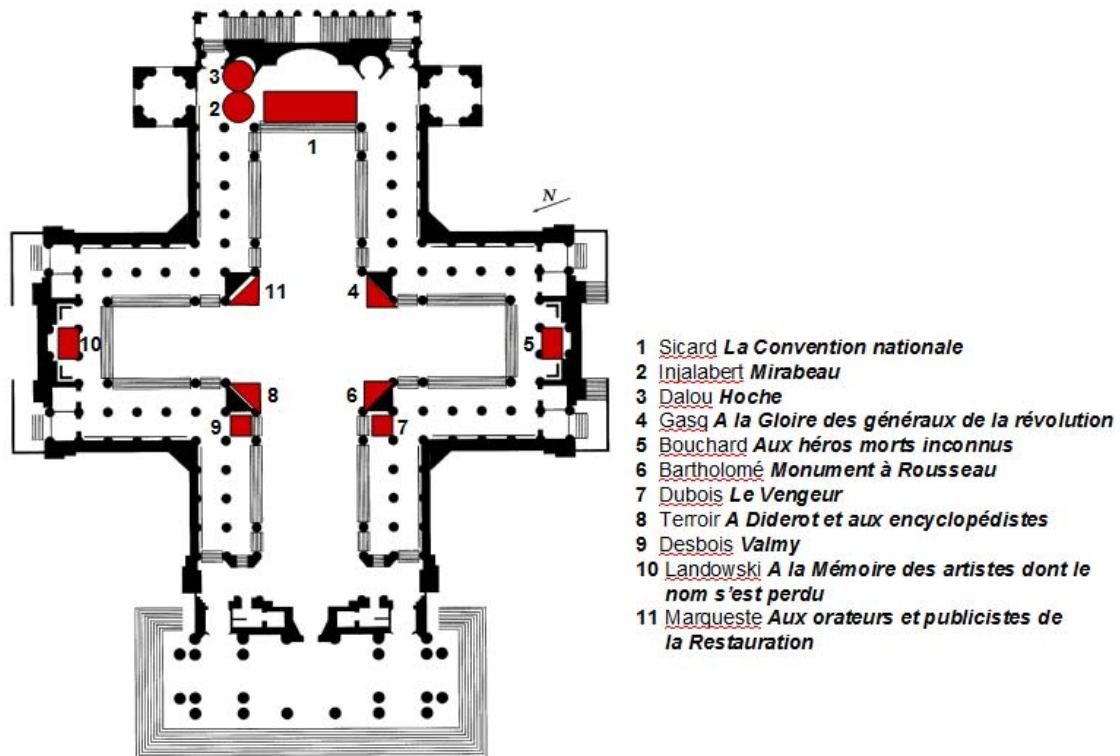 3
2
1
N
11
4
10
5
8
6
9
7
1 Sicard La Convention nationale
2 Injalabert Mirabeau
3 Dalou Hoche
4 Gasq A la Gloire des généraux de la révolution
5 Bouchard Aux héros morts inconnus
6 Bartholomé Monument à Rousseau
7 Dubois Le Vengeur
8 Terroir A Diderot et aux encyclopédistes
9 Desbois Valmy
10 Landowski A la Mémoire des artistes dont le
nom s'est perdu
11 Marqueste Aux orateurs et publicistes de
la Restauration